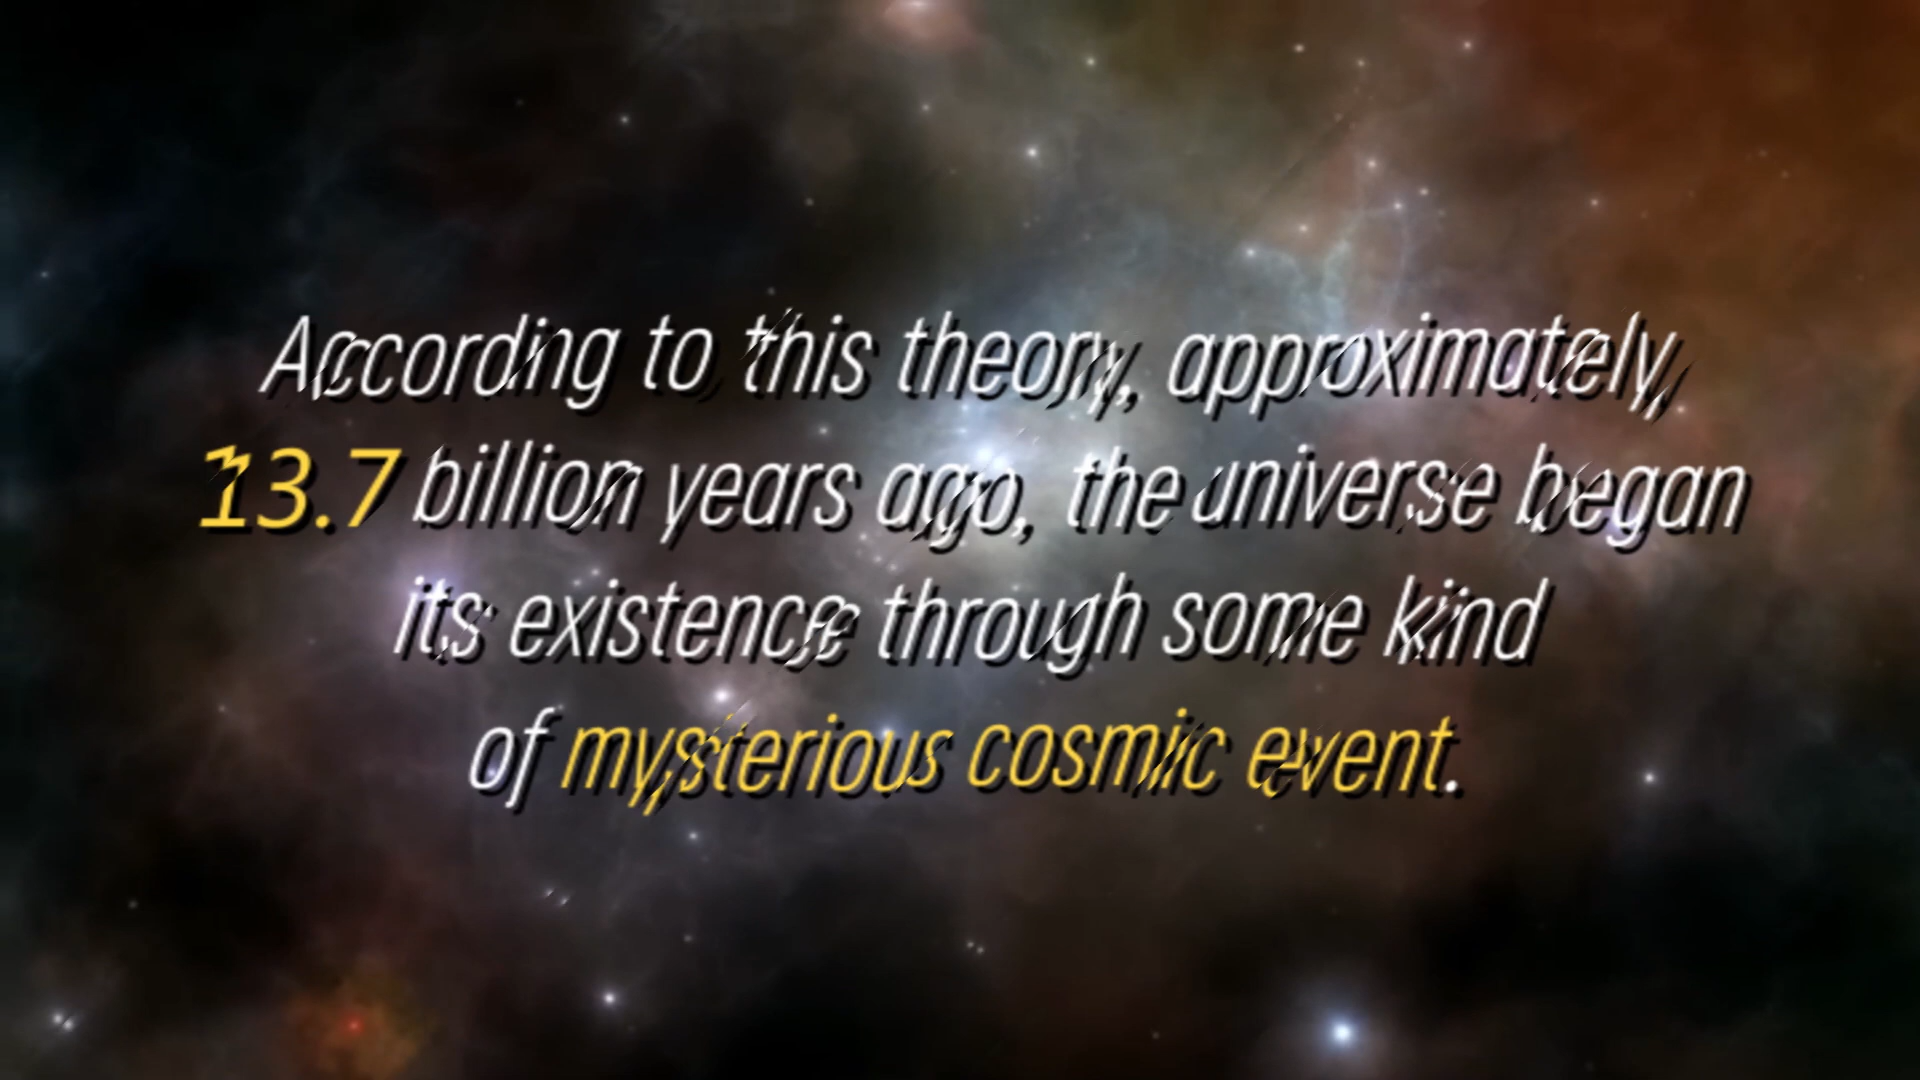 According to this theory, approximately,
13.7 billion years ago, the universe began
its existence through some kind
of mysterious cosmic event.